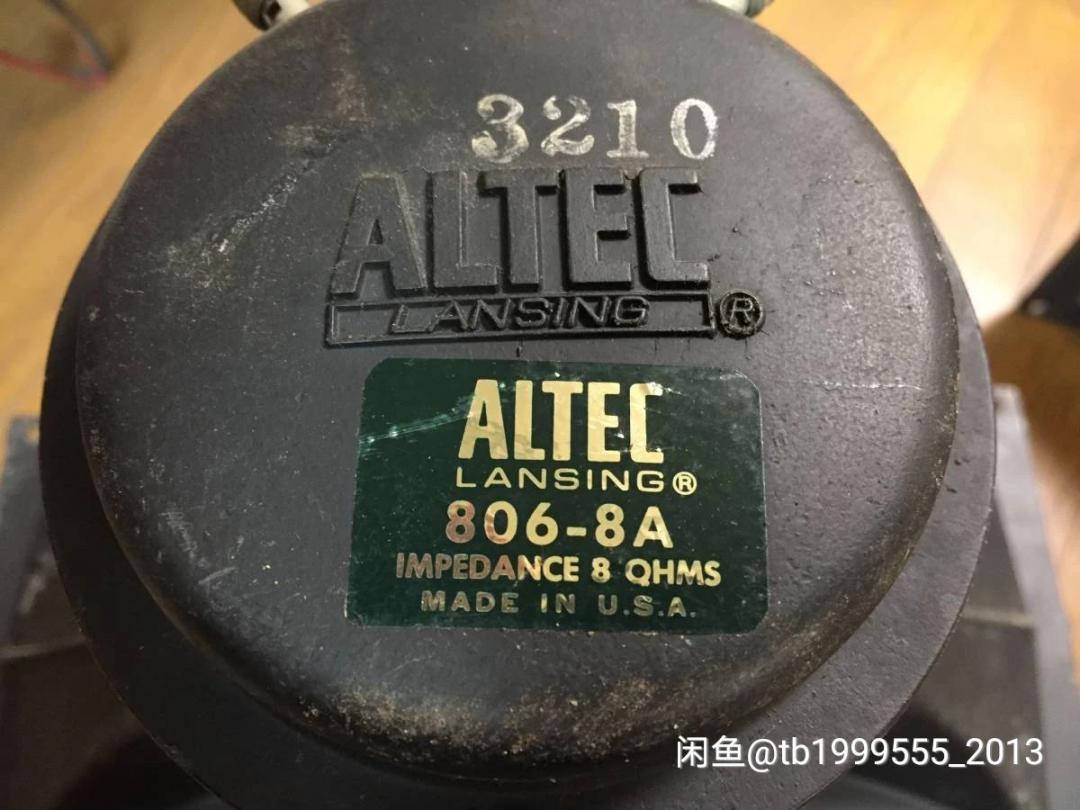 3210
ALTEC
LANSING ®
ALTEC
LANSING®
806-8A
IMPEDANCE 8 QHMS
MADE IN U.S.A.
闲鱼@tb1999555_2013